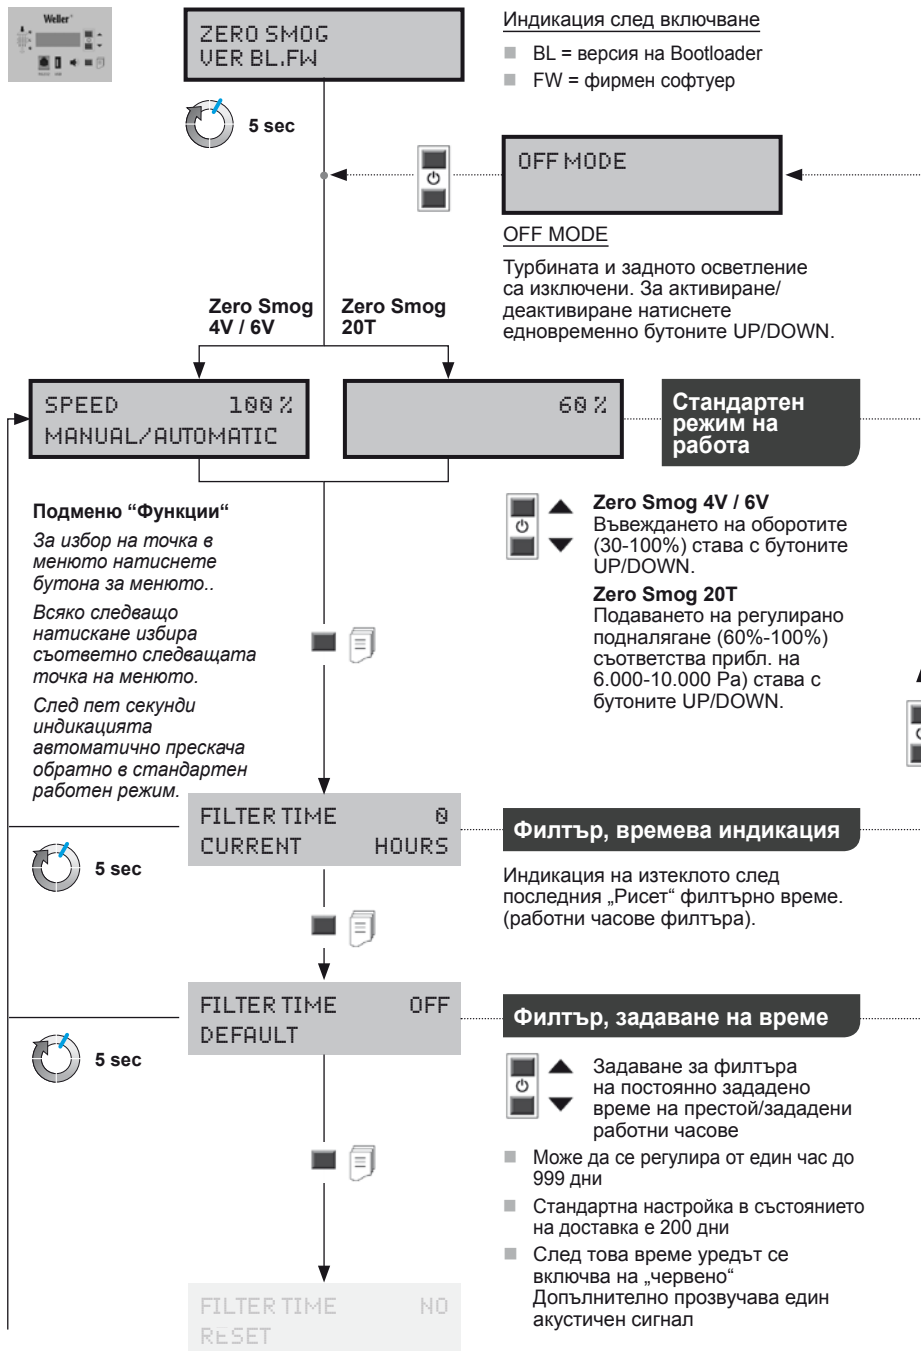 Weller
ZERO SMOG
VER BL.FW
Индикация след включване
BL = версия на Bootloader
FW = фирмен софтуер
5 sec
OFF MODE
OFF MODE
Турбината и задното осветление
са изключени. За активиране/
деактивиране натиснете
едновременно бутоните UP/DOWN.
Zero Smog
4V / 6V
Zero Smog
20T
SPEED 100 %
MANUAL/AUTOMATIC
60 %
Стандартен
режим на
работа
Подменю “Функции“
За избор на точка в
менюто натиснете
бутона за менюто..
Всяко следващо
натискане избира
съответно следващата
точка на менюто.
След пет секунди
индикацията
автоматично прескача
обратно в стандартен
работен режим.
Zero Smog 4V / 6V
Въвеждането на оборотите
(30-100%) става с бутоните
UP/DOWN.
Zero Smog 20T
Подаването на регулирано
подналягане (60%-100%)
съответства прибл. на
6.000-10.000 Pa) става с
бутоните UP/DOWN.
FILTER TIME 0
CURRENT HOURS
5 sec
Филтър, времева индикация
Индикация на изтеклото след
последния „Рисет“ филтърно време.
(работни часове филтъра).
FILTER TIME OFF
DEFAULT
5 sec
Филтър, задаване на време
Задаване за филтъра
на постоянно зададено
време на престой/зададени
работни часове
Може да се регулира от един час до
999 дни
Стандартна настройка в състоянието
на доставка е 200 дни
След това време уредът се
включва на „червено“
Допълнително прозвучава един
акустичен сигнал
FILTER TIME NO
RESET